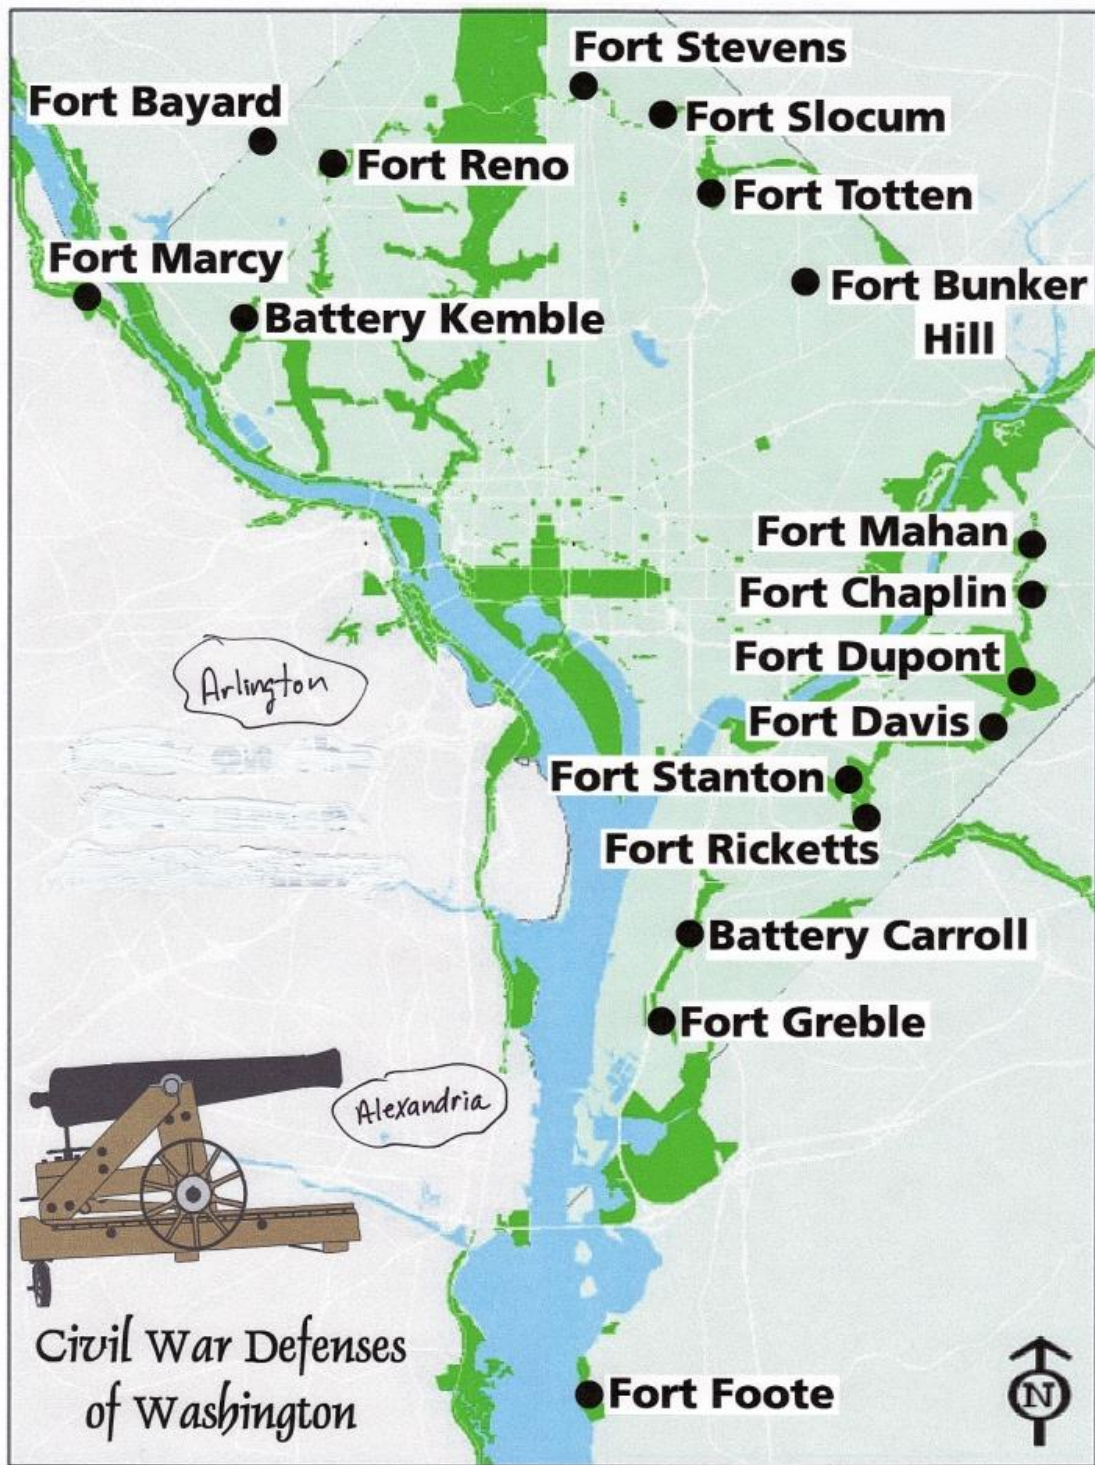 Fort Stevens
Fort Bayard
Fort Slocum
Fort Reno
Fort Totten
Fort Marcy
Fort Bunker
Hill
Battery Kemble
Fort Mahan
Fort Chaplin
Fort Dupont
Arlington
Fort Davis
Fort Stanton
Fort Ricketts
Battery Carroll
Fort Greble
Alexandria
Civil War Defenses
of Washington
Fort Foote
N